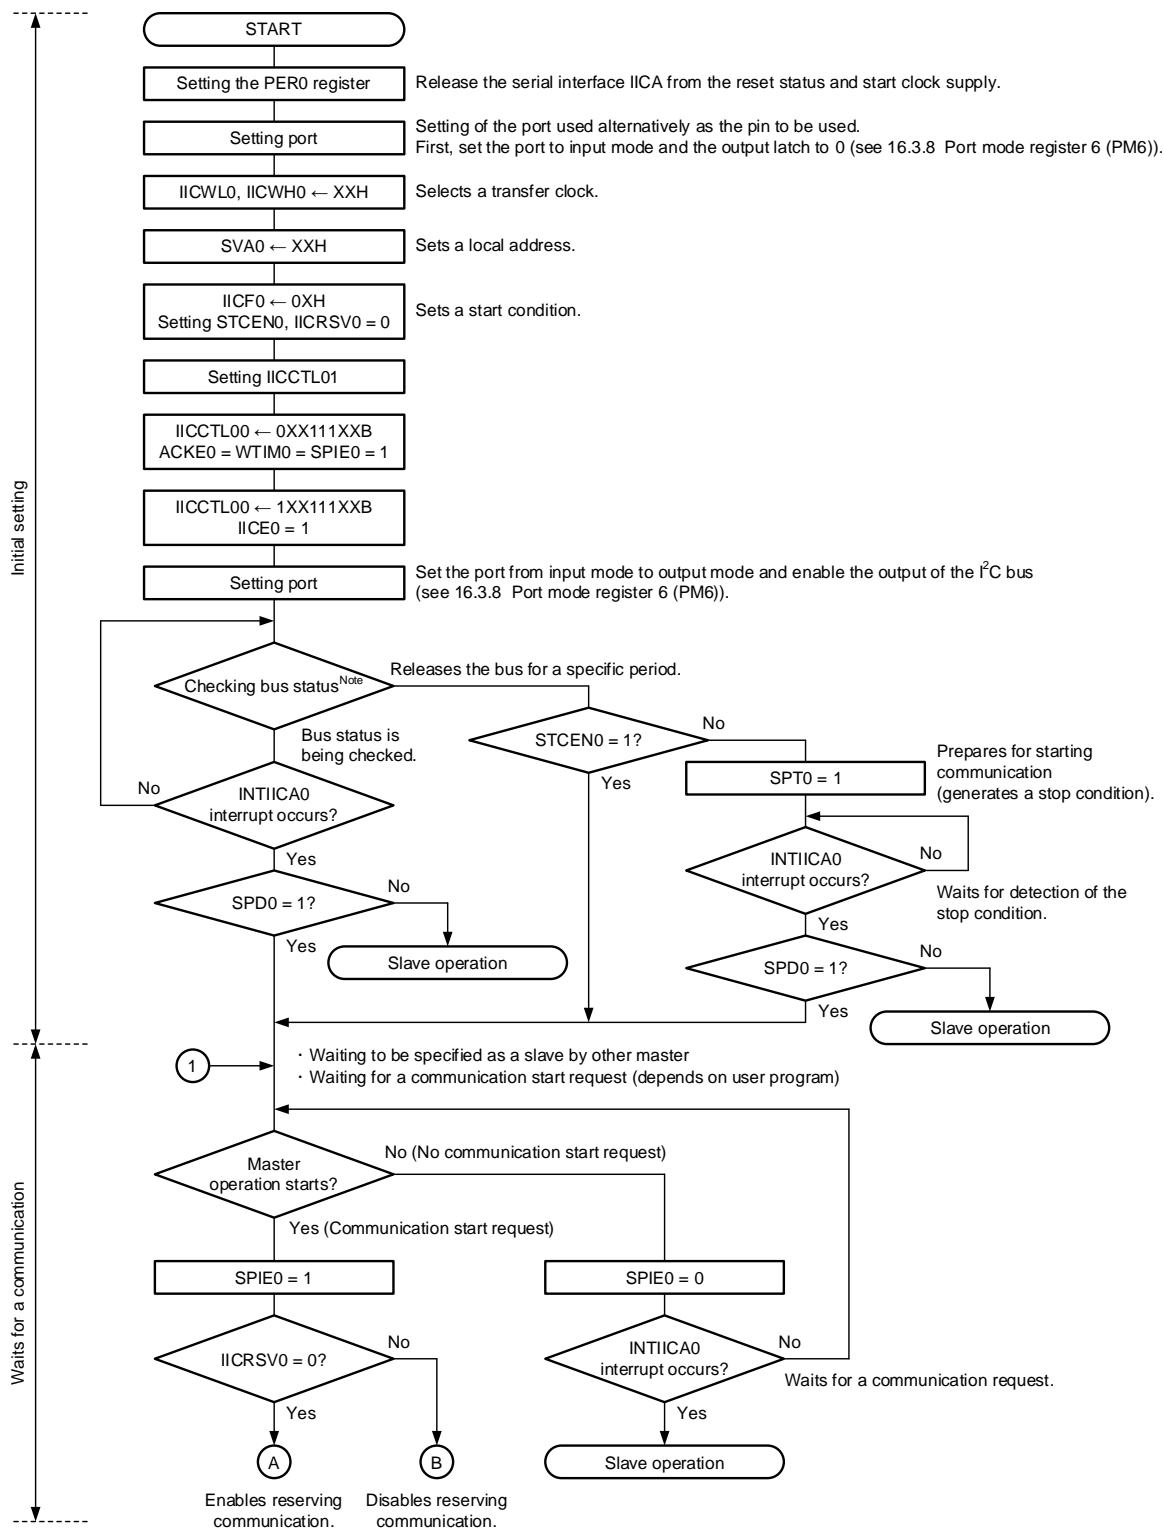 START
Setting the PER0 register
Release the serial interface IICA from the reset status and start clock supply.
Setting port
Setting of the port used alternatively as the pin to be used.
First, set the port to input mode and the output latch to 0 (see 16.3.8 Port mode register 6 (PM6)).
IICWL0, IICWH0 ← XXH
Selects a transfer clock.
SVA0 ← XXH
Sets a local address.
IICF0 ← 0XH
Setting STCEN0, IICRSV0 = 0
Sets a start condition.
Setting IICCTL01
IICCTL00 ← 0XX111XXB
ACKE0 = WTIM0 = SPIE0 = 1
IICCTL00 ← 1XX111XXB
IICE0 = 1
Initial setting
Setting port
Set the port from input mode to output mode and enable the output of the I²C bus
(see 16.3.8 Port mode register 6 (PM6)).
Checking bus status^Note
Releases the bus for a specific period.
Bus status is
being checked.
STCEN0 = 1?
No
Yes
SPT0 = 1
Prepares for starting
communication
(generates a stop condition).
No
INTIICA0
interrupt occurs?
Yes
INTIICA0
interrupt occurs?
No
Waits for detection of the
stop condition.
Yes
SPD0 = 1?
No
Yes
Slave operation
SPD0 = 1?
No
Yes
Slave operation
1
· Waiting to be specified as a slave by other master
· Waiting for a communication start request (depends on user program)
Waits for a communication
Master
operation starts?
No (No communication start request)
Yes (Communication start request)
SPIE0 = 1
SPIE0 = 0
IICRSV0 = 0?
No
Yes
INTIICA0
interrupt occurs?
No
Waits for a communication request.
Yes
A
B
Slave operation
Enables reserving
communication.
Disables reserving
communication.